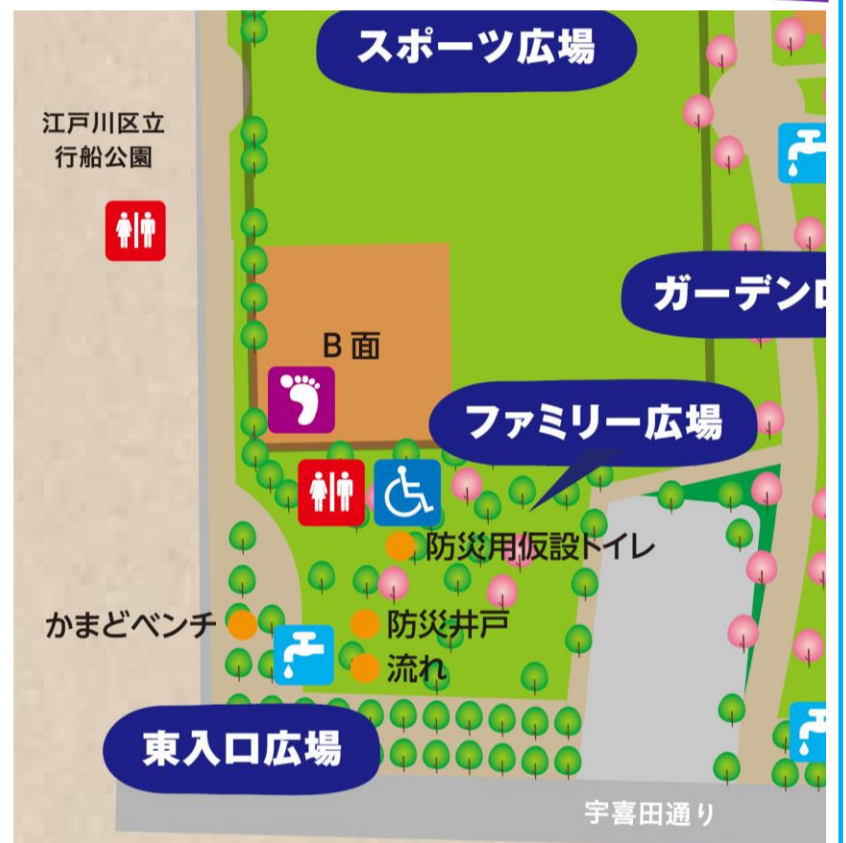 スポーツ広場
江戸川区立
行船公園
ガーデン
B面
ファミリー広場
防災用仮設トイレ
かまどベンチ
防災井戸
流れ
東入口広場
宇喜田通り